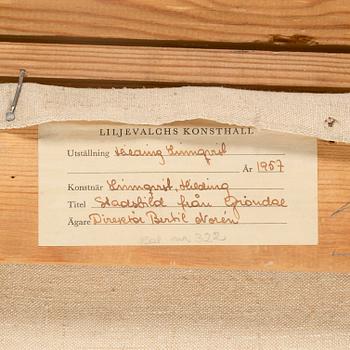 LILJEVALCHS KONSTHALL
Utställning Heding Linnqvist
År 1957
Konstnär Linnqvist, Hilding
Titel Stadsbild från Gröndal
Ägare Direktör Bertil Norén
Kat nr 322